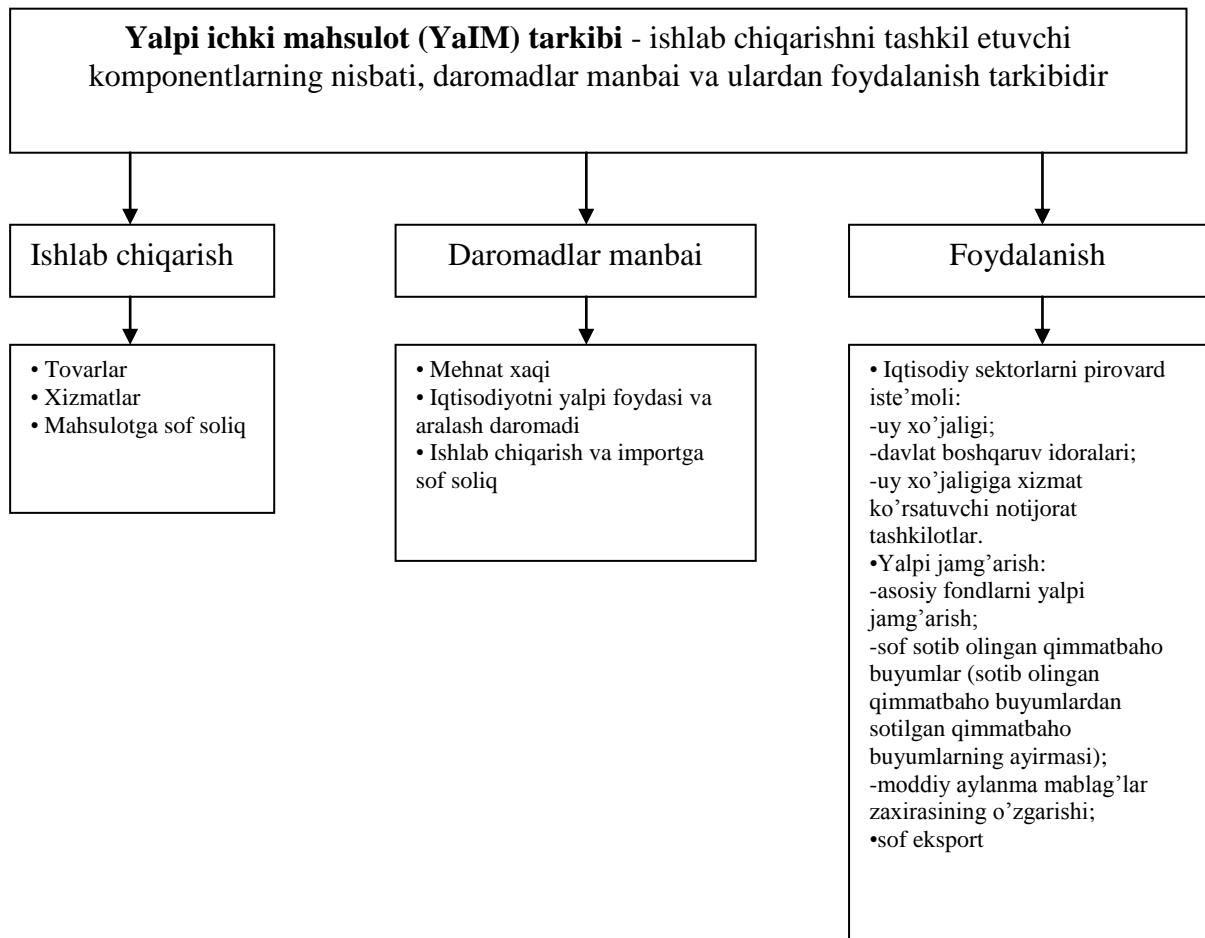 Yalpi ichki mahsulot (YaIM) tarkibi - ishlab chiqarishni tashkil etuvchi
komponentlarning nisbati, daromadlar manbai va ulardan foydalanish tarkibidir
Ishlab chiqarish
Daromadlar manbai
Foydalanish
• Tovarlar
• Xizmatlar
• Mahsulotga sof soliq
• Mehnat xaqi
• Iqtisodiyotni yalpi foydasi va
aralash daromadi
• Ishlab chiqarish va importga
sof soliq
• Iqtisodiy sektorlarni pirovard
iste’moli:
-uy xo’jaligi;
-davlat boshqaruv idoralari;
-uy xo’jaligiga xizmat
ko’rsatuvchi notijorat
tashkilotlar.
•Yalpi jamg’arish:
-asosiy fondlarni yalpi
jamg’arish;
-sof sotib olingan qimmatbaho
buyumlar (sotib olingan
qimmatbaho buyumlardan
sotilgan qimmatbaho
buyumlarning ayirmasi);
-moddiy aylanma mablag’lar
zaxirasining o’zgarishi;
•sof eksport